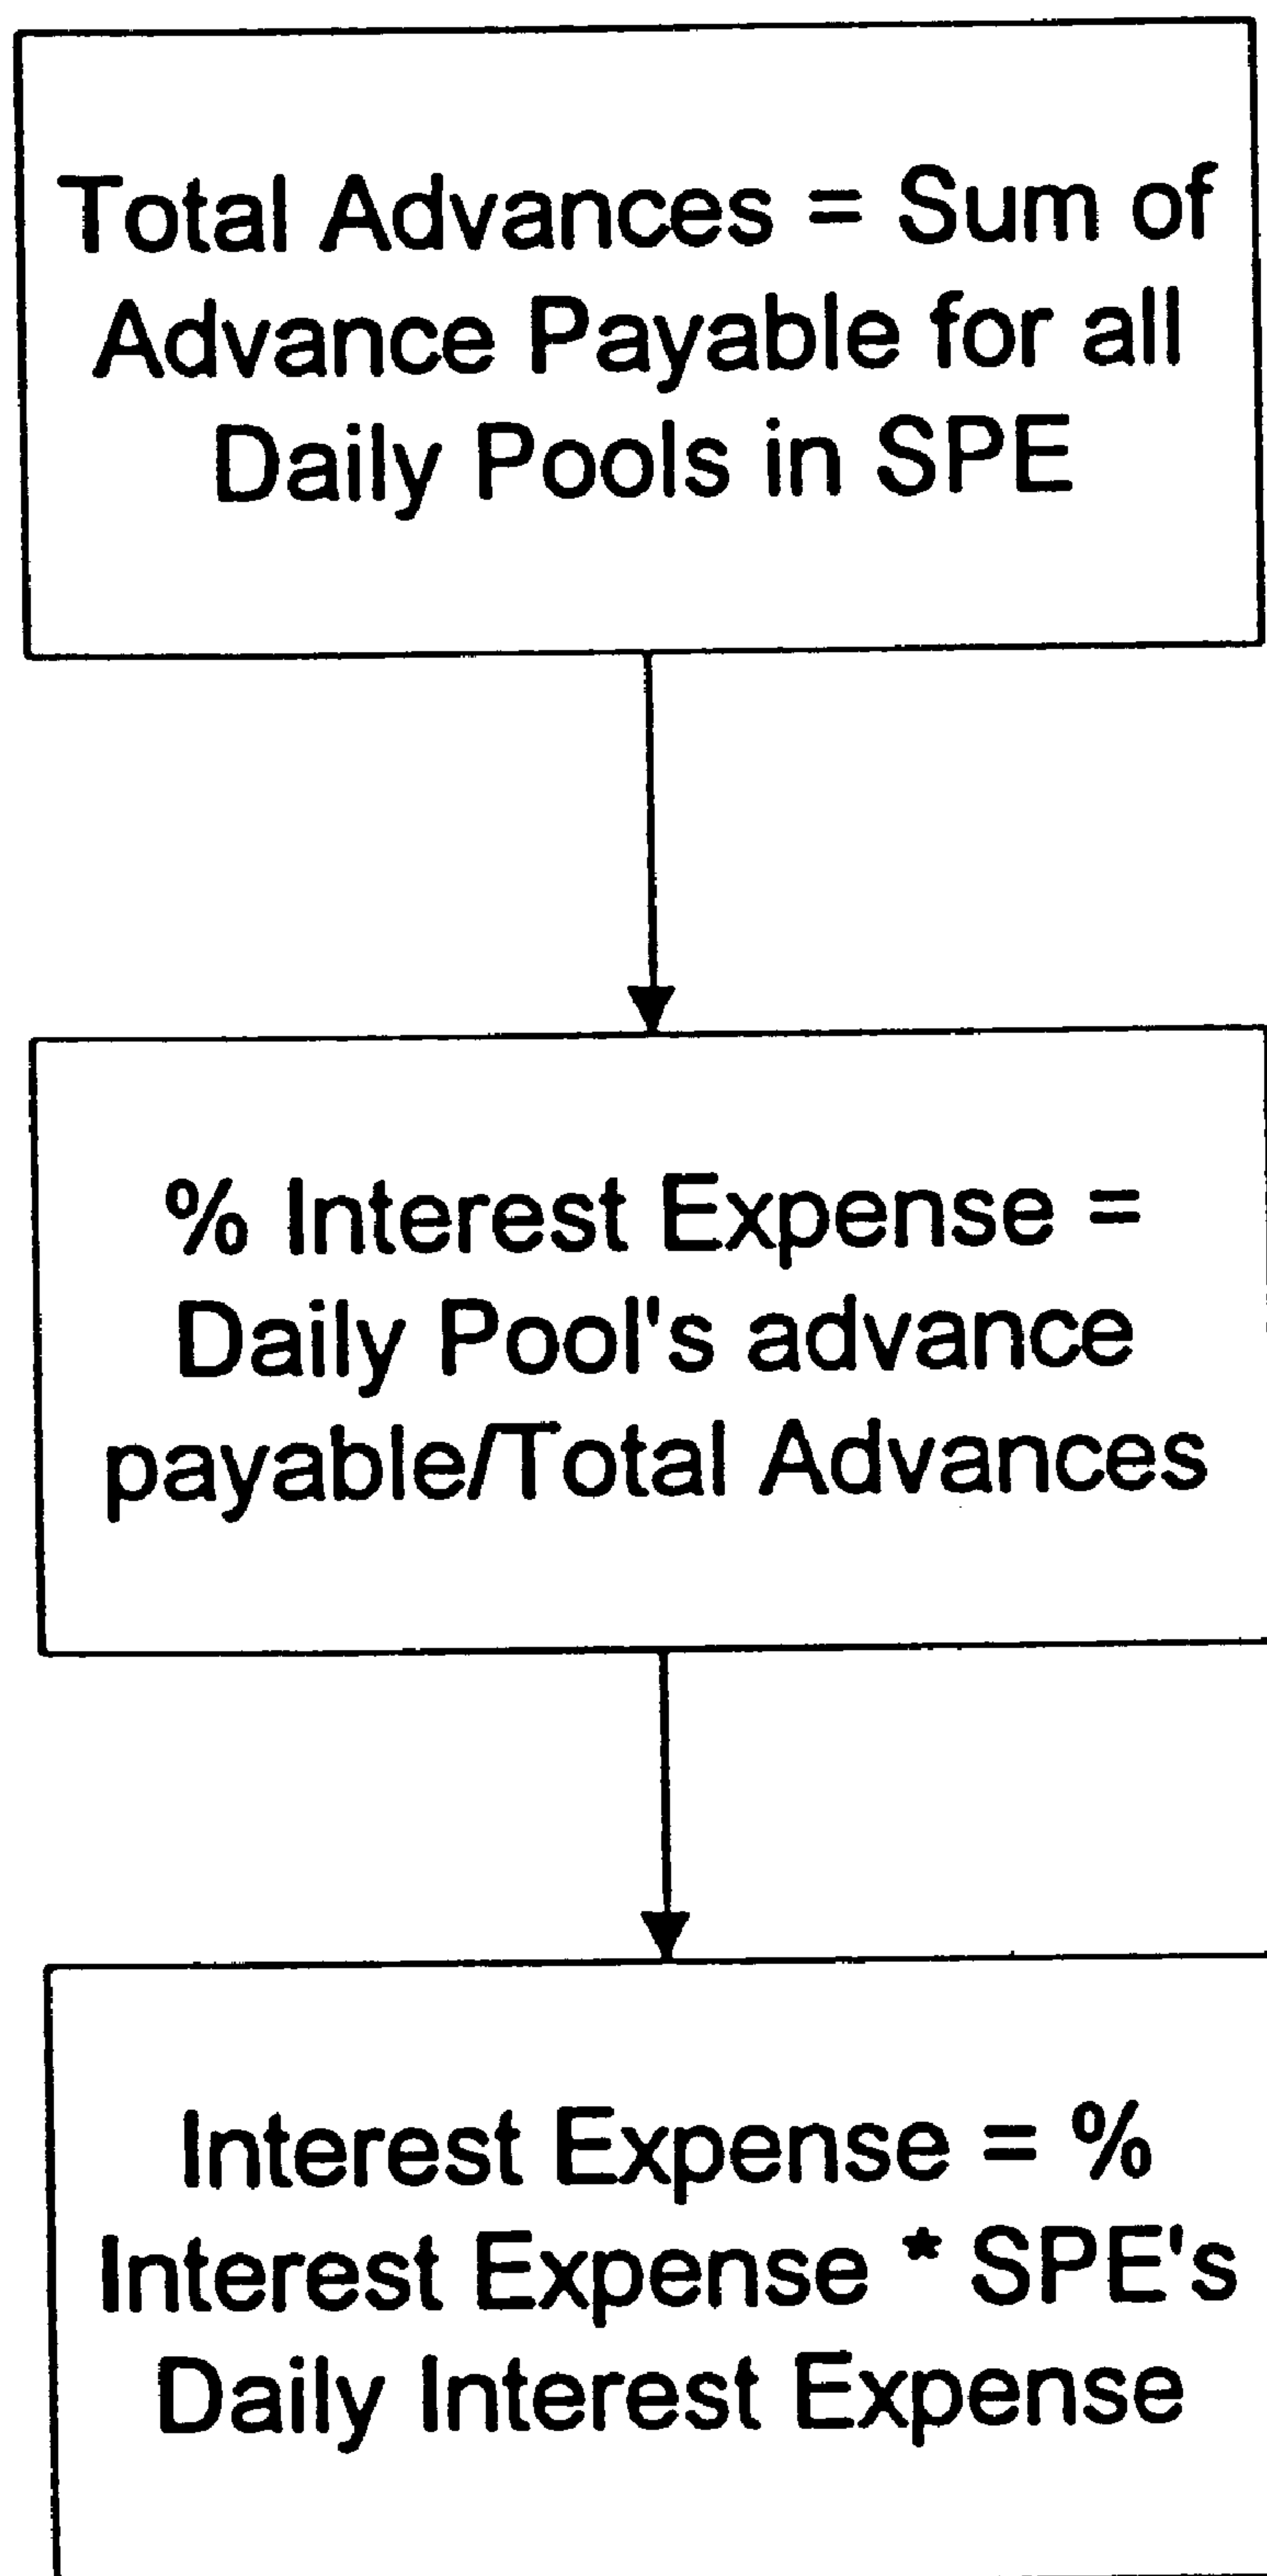 Total Advances = Sum of
Advance Payable for all
Daily Pools in SPE
% Interest Expense =
Daily Pool's advance
payable/Total Advances
Interest Expense = %
Interest Expense * SPE's
Daily Interest Expense